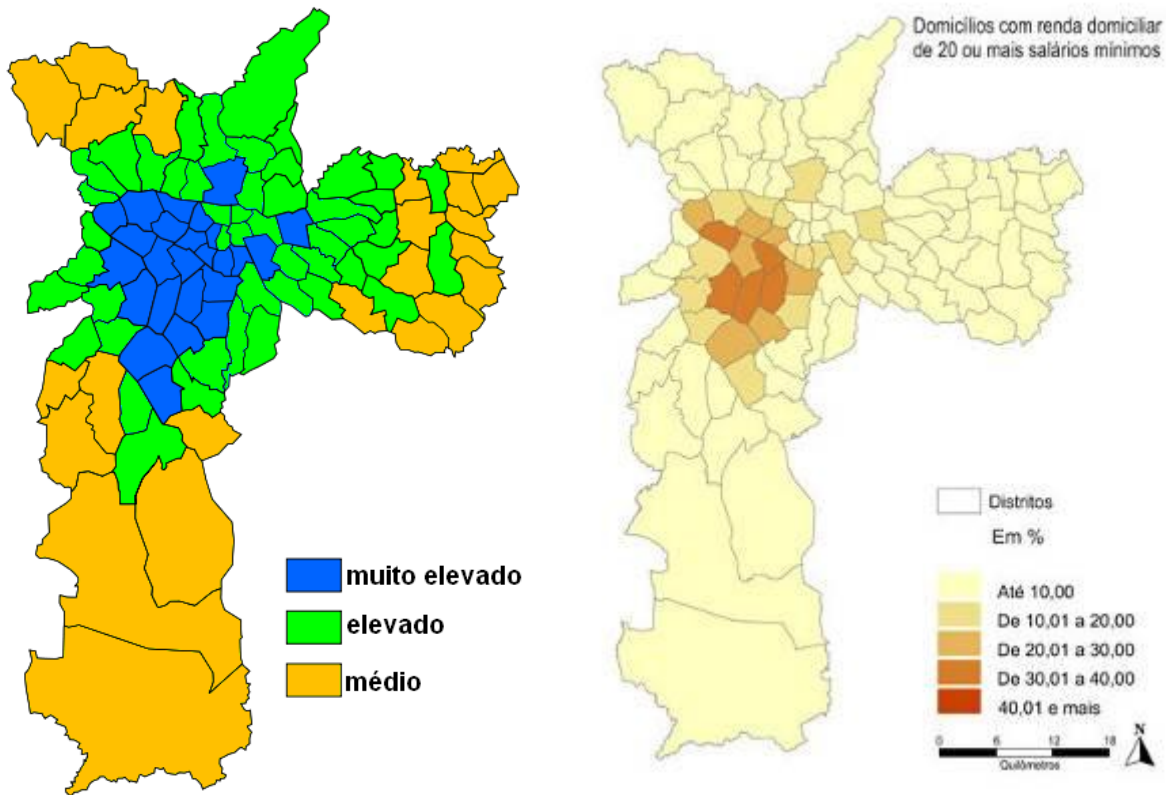 muito elevado
elevado
médio
Domicílios com renda domiciliar
de 20 ou mais salários mínimos
Distritos
Em %
Até 10,00
De 10,01 a 20,00
De 20,01 a 30,00
De 30,01 a 40,00
40,01 e mais
N
0 6 12 18
Quilômetros